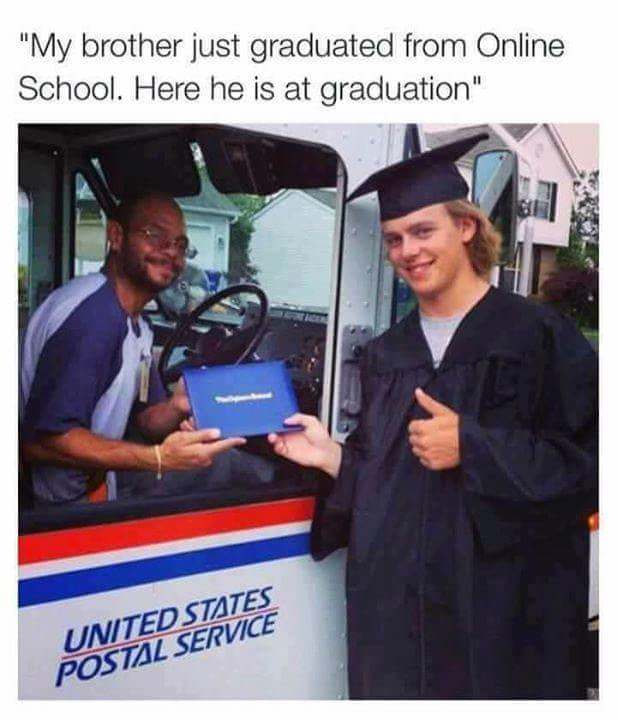 "My brother just graduated from Online
School. Here he is at graduation"
UNITED STATES
POSTAL SERVICE